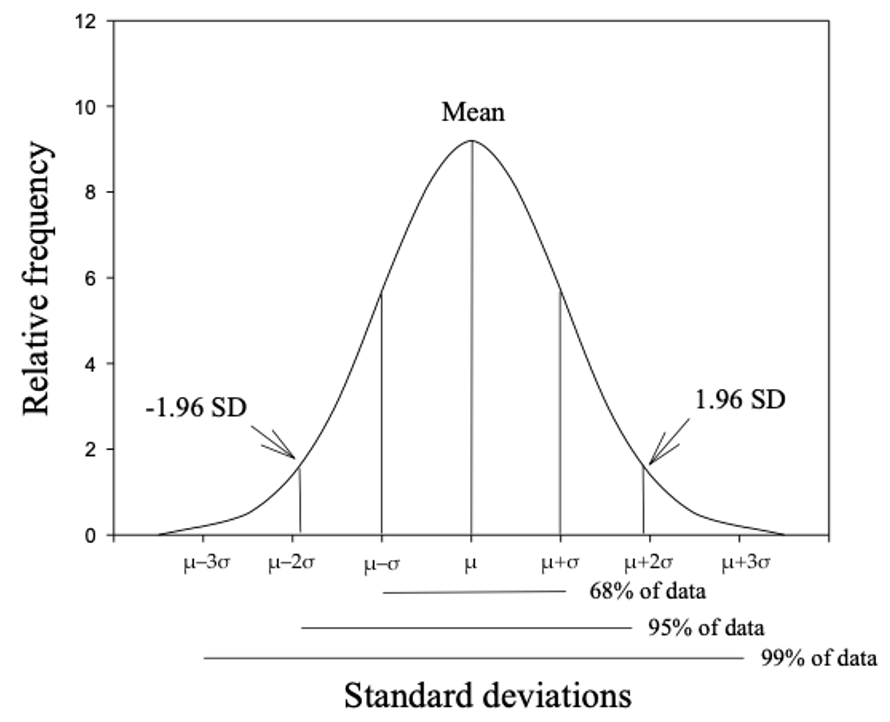 12
10
Mean
8
Relative frequency
6
4
-1.96 SD
1.96 SD
2
0
μ–3σ μ–2σ μ–σ μ μ+σ μ+2σ μ+3σ
68% of data
95% of data
99% of data
Standard deviations